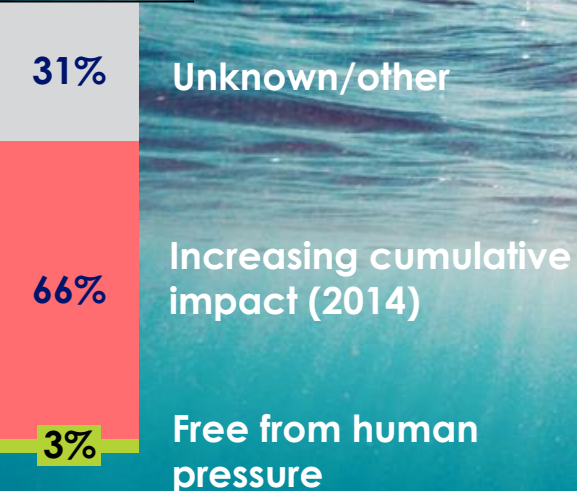 31%
Unknown/other
66%
Increasing cumulative
impact (2014)
3%
Free from human
pressure